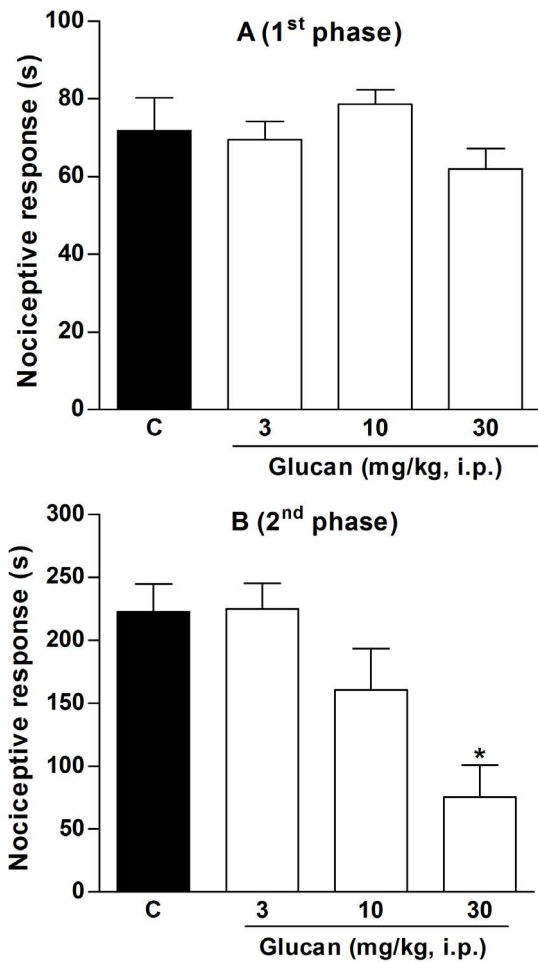 A (1st phase)
Nociceptive response (s)
100
80
60
40
20
0
C 3 10 30
Glucan (mg/kg, i.p.)
B (2nd phase)
Nociceptive response (s)
300
250
200
150
100
50
0
*
C 3 10 30
Glucan (mg/kg, i.p.)